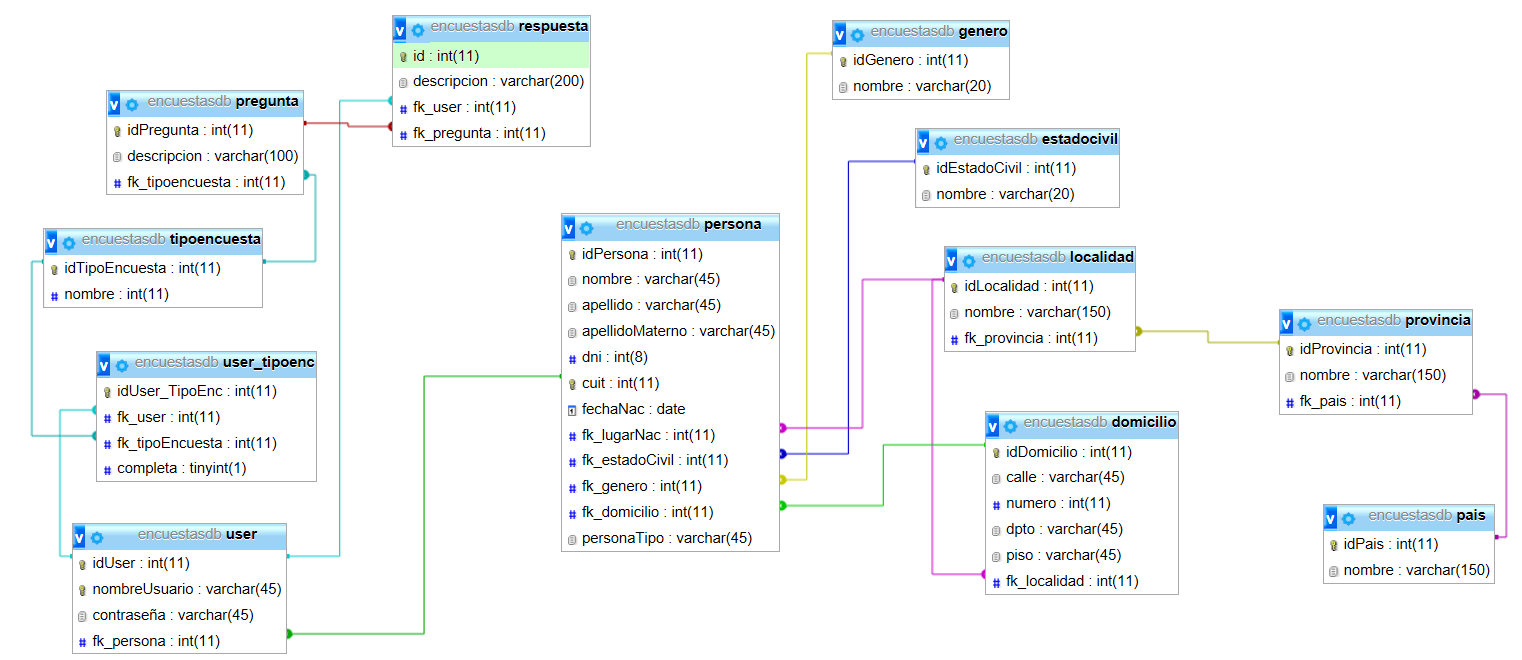 encuestasdb respuesta
id : int(11)
descripcion : varchar(200)
fk_user : int(11)
fk_pregunta : int(11)
encuestasdb genero
idGenero : int(11)
nombre : varchar(20)
encuestasdb pregunta
idPregunta : int(11)
descripcion : varchar(100)
fk_tipoencuesta : int(11)
encuestasdb estadocivil
idEstadoCivil : int(11)
nombre : varchar(20)
encuestasdb persona
idPersona : int(11)
nombre : varchar(45)
apellido : varchar(45)
apellidoMaterno : varchar(45)
dni : int(8)
cuit : int(11)
fechaNac : date
fk_lugarNac : int(11)
fk_estadoCivil : int(11)
fk_genero : int(11)
fk_domicilio : int(11)
personaTipo : varchar(45)
encuestasdb tipoencuesta
idTipoEncuesta : int(11)
nombre : int(11)
encuestasdb localidad
idLocalidad : int(11)
nombre : varchar(150)
fk_provincia : int(11)
encuestasdb provincia
idProvincia : int(11)
nombre : varchar(150)
fk_pais : int(11)
encuestasdb user_tipoenc
idUser_TipoEnc : int(11)
fk_user : int(11)
fk_tipoEncuesta : int(11)
completa : tinyint(1)
encuestasdb domicilio
idDomicilio : int(11)
calle : varchar(45)
numero : int(11)
dpto : varchar(45)
piso : varchar(45)
fk_localidad : int(11)
encuestasdb pais
idPais : int(11)
nombre : varchar(150)
encuestasdb user
idUser : int(11)
nombreUsuario : varchar(45)
contraseña : varchar(45)
fk_persona : int(11)